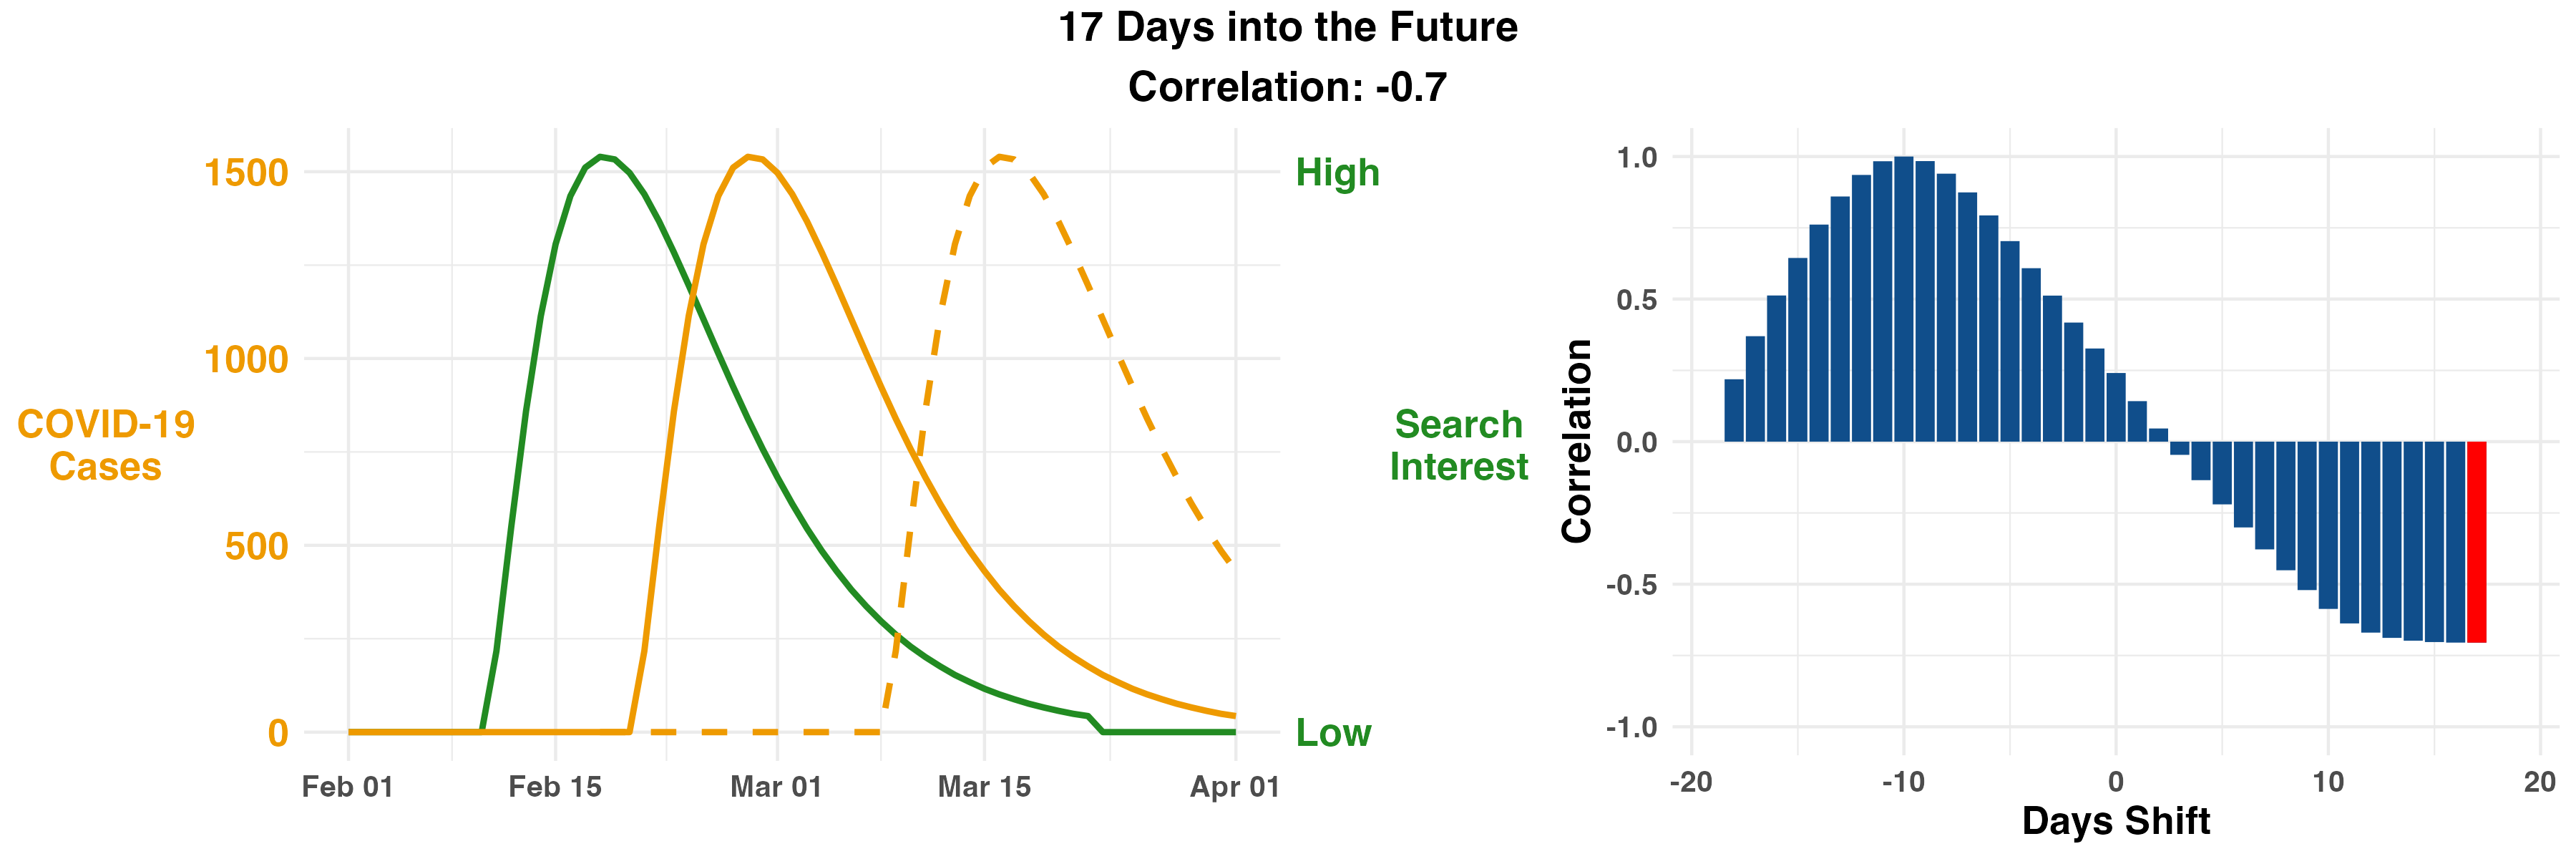 17 Days into the Future
Correlation: -0.7
COVID-19
Cases
1500
1000
500
0
Feb 01
Feb 15
Mar 01
Mar 15
Apr 01
High
Low
Search
Interest
Correlation
1.0
0.5
0.0
-0.5
-1.0
-20
-10
0
10
20
Days Shift